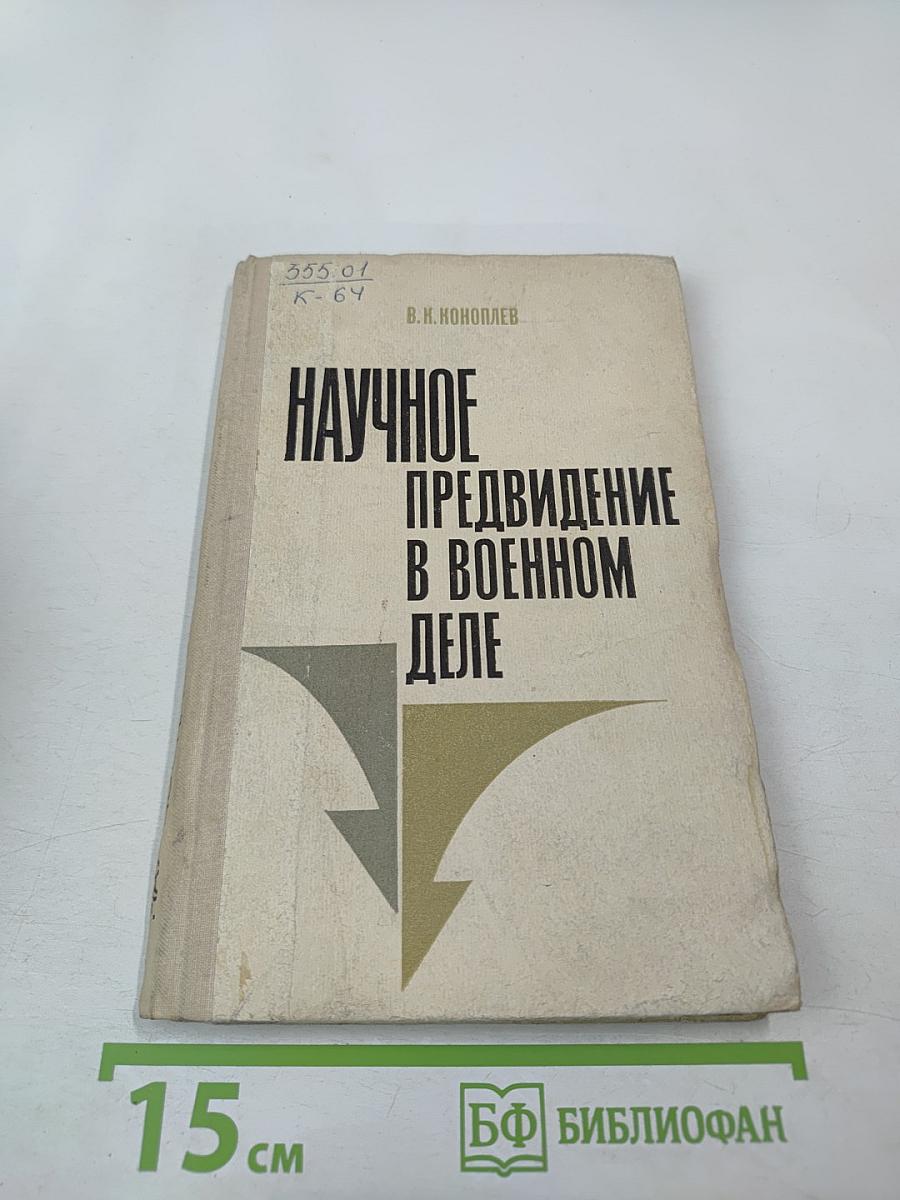 355.01
К-64
В.К. КОНОПЛЕВ
НАУЧНОЕ
ПРЕДВИДЕНИЕ
В ВОЕННОМ
ДЕЛЕ
15 см
БФ БИБЛИОФАН